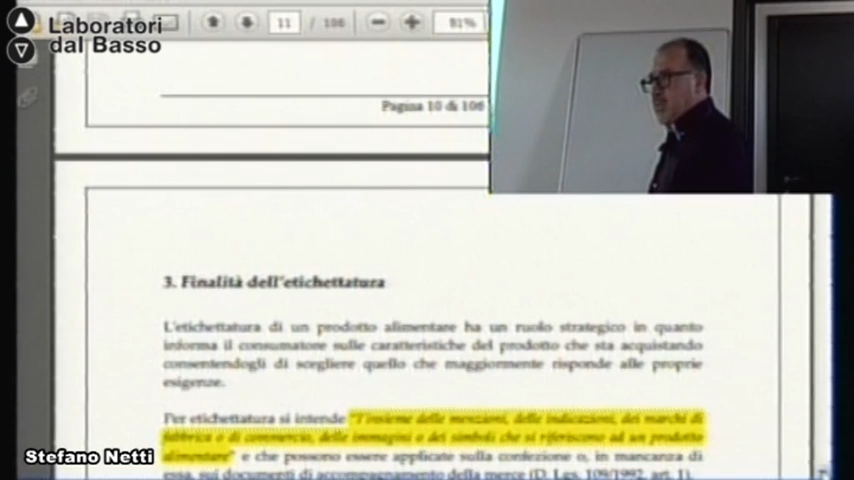 Laboratori
dal Basso
11 / 106
91%
Pagina 10 di 106
3. Finalità dell'etichettatura
L'etichettatura di un prodotto alimentare ha un ruolo strategico in quanto
informa il consumatore sulle caratteristiche del prodotto che sta acquistando
consentendogli di scegliere quello che maggiormente risponde alle proprie
esigenze.
Per etichettatura si intende "l'insieme delle menzioni, delle indicazioni, dei marchi di
fabbrica o di commercio, delle immagini o dei simboli che si riferiscono ad un prodotto
alimentare" e che possono essere applicate sulla confezione o, in mancanza di
essa, sui documenti di accompagnamento della merce (D. Lgs. 109/1992, art. 1).
Stefano Netti